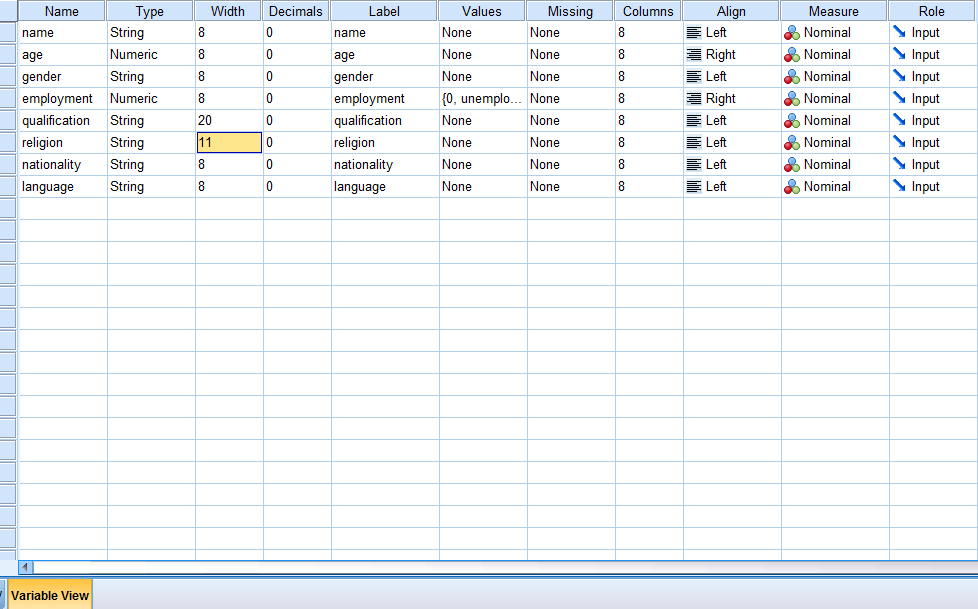 Name Type Width Decimals Label Values Missing Columns Align Measure Role
name String 8 0 name None None 8 Left Nominal Input
age Numeric 8 0 age None None 8 Right Nominal Input
gender String 8 0 gender None None 8 Left Nominal Input
employment Numeric 8 0 employment {0, unemplo... None 8 Right Nominal Input
qualification String 20 0 qualification None None 8 Left Nominal Input
religion String 11 0 religion None None 8 Left Nominal Input
nationality String 8 0 nationality None None 8 Left Nominal Input
language String 8 0 language None None 8 Left Nominal Input
Variable View